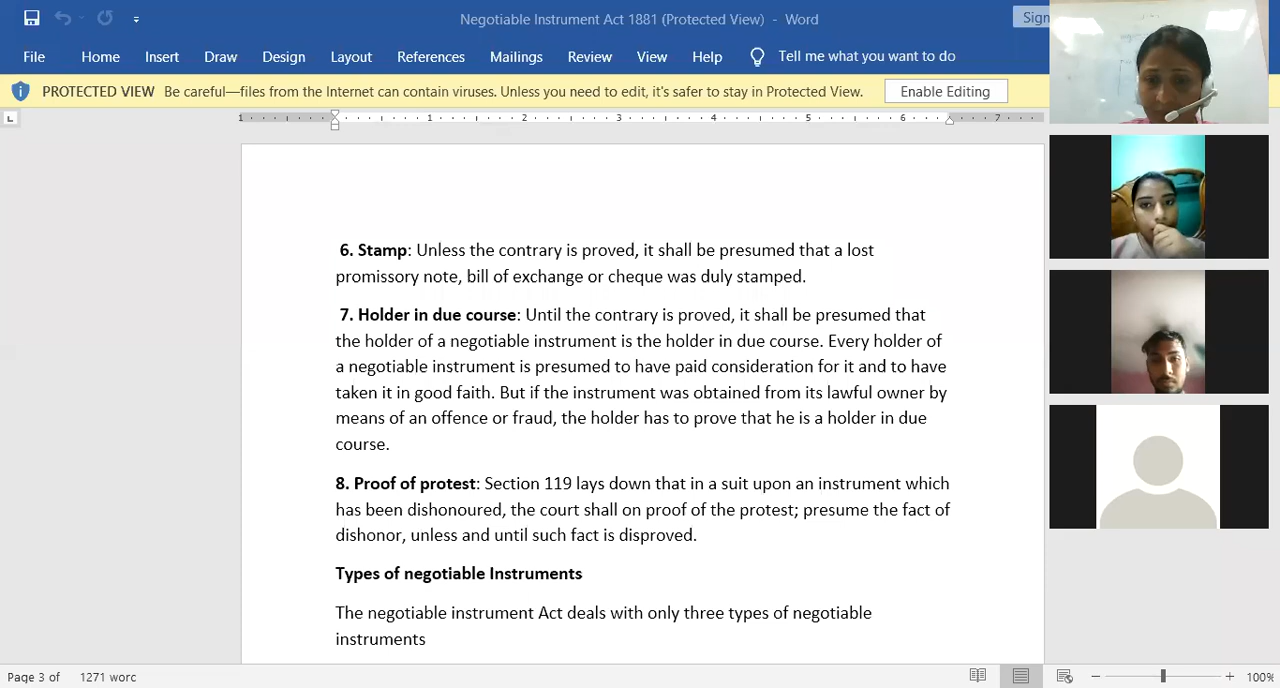 Negotiable Instrument Act 1881 (Protected View) - Word
Sign
File Home Insert Draw Design Layout References Mailings Review View Help Tell me what you want to do
PROTECTED VIEW Be careful—files from the Internet can contain viruses. Unless you need to edit, it's safer to stay in Protected View. Enable Editing
1 1 2 3 4 5 6 7
6. Stamp: Unless the contrary is proved, it shall be presumed that a lost
promissory note, bill of exchange or cheque was duly stamped.
7. Holder in due course: Until the contrary is proved, it shall be presumed that
the holder of a negotiable instrument is the holder in due course. Every holder of
a negotiable instrument is presumed to have paid consideration for it and to have
taken it in good faith. But if the instrument was obtained from its lawful owner by
means of an offence or fraud, the holder has to prove that he is a holder in due
course.
8. Proof of protest: Section 119 lays down that in a suit upon an instrument which
has been dishonoured, the court shall on proof of the protest; presume the fact of
dishonor, unless and until such fact is disproved.
Types of negotiable Instruments
The negotiable instrument Act deals with only three types of negotiable
instruments
Page 3 of 1271 worc 100%